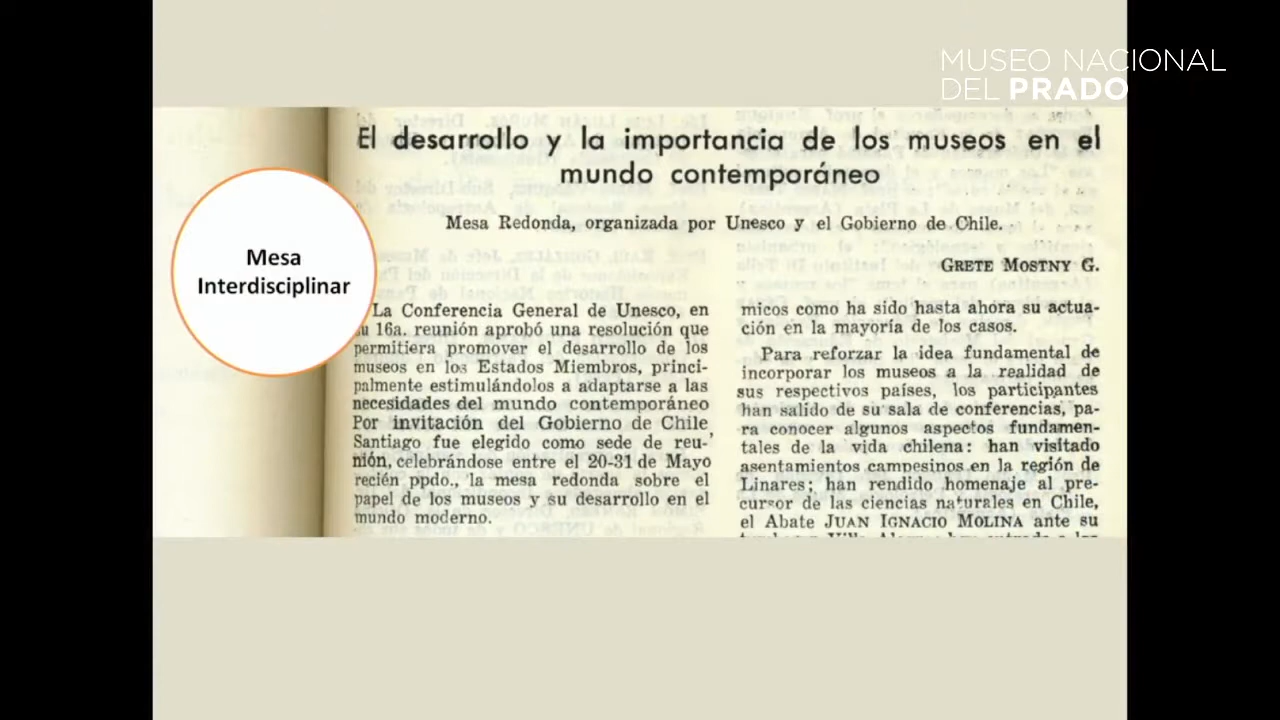 MUSEO NACIONAL
DEL PRADO
El desarrollo y la importancia de los museos en el
mundo contemporáneo
Mesa Redonda, organizada por Unesco y el Gobierno de Chile.
GRETE MOSTNY G.
Mesa
Interdisciplinar
La Conferencia General de Unesco, en
su 16a. reunión aprobó una resolución que
permitiera promover el desarrollo de los
museos en los Estados Miembros, princi-
palmente estimulándolos a adaptarse a las
necesidades del mundo contemporáneo
Por invitación del Gobierno de Chile
Santiago fue elegido como sede de reu-
nión, celebrándose entre el 20-31 de Mayo
recién ppdo., la mesa redonda sobre el
papel de los museos y su desarrollo en el
mundo moderno.
micos como ha sido hasta ahora su actua-
ción en la mayoría de los casos.
Para reforzar la idea fundamental de
incorporar los museos a la realidad de
sus respectivos países, los participantes
han salido de su sala de conferencias, pa-
ra conocer algunos aspectos fundamen-
tales de la vida chilena: han visitado
asentamientos campesinos en la región de
Linares; han rendido homenaje al pre-
cursor de las ciencias naturales en Chile,
el Abate JUAN IGNACIO MOLINA ante su